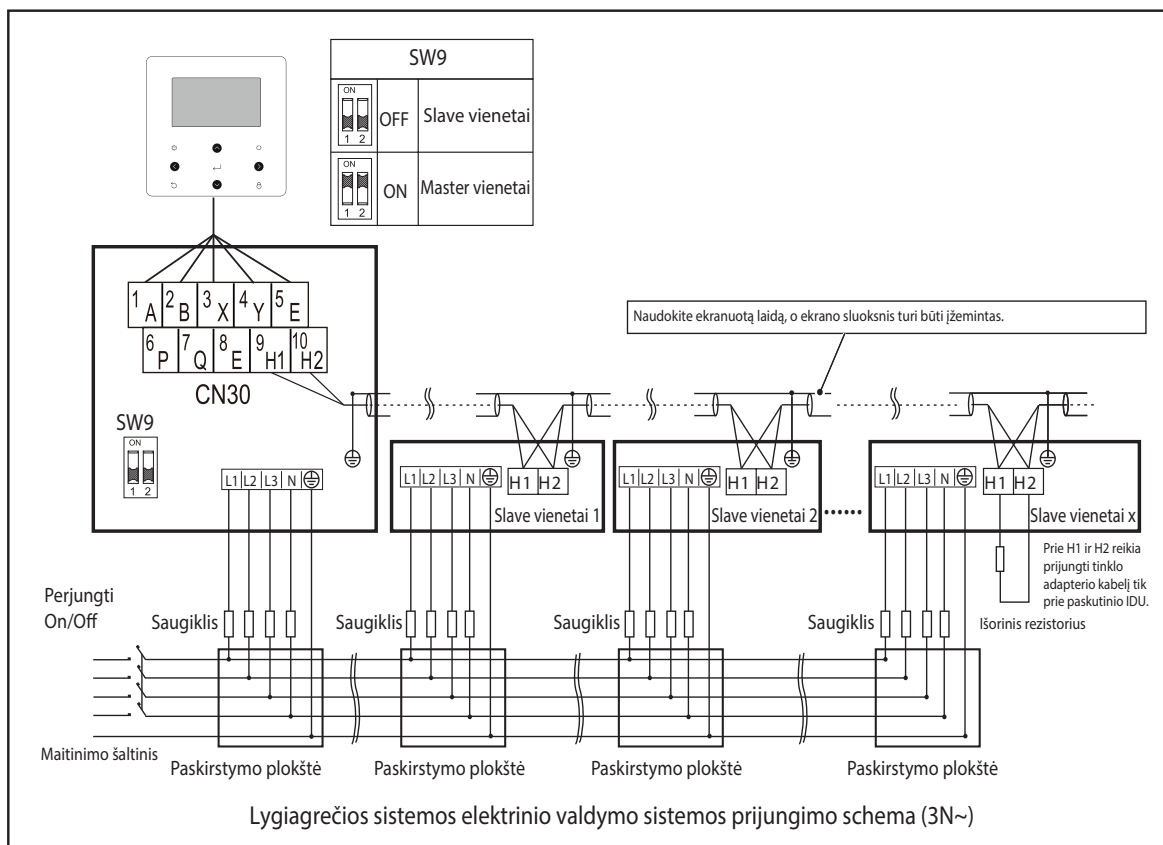 SW9
ON
1 2
OFF
Slave vienetai
ON
1 2
ON
Master vienetai
1 A 2 B 3 X 4 Y 5 E
6 P 7 Q 8 E 9 H1 10 H2
CN30
SW9
ON
1 2
Naudokite ekranuotą laidą, o ekrano sluoksnis turi būti įžemintas.
L1 L2 L3 N
L1 L2 L3 N
H1 H2
Slave vienetai 1
L1 L2 L3 N
H1 H2
Slave vienetai 2
L1 L2 L3 N
H1 H2
Slave vienetai x
Prie H1 ir H2 reikia
prijungti tinklo
adapterio kabelį tik
prie paskutinio IDU.
Išorinis rezistorius
Perjungti
On/Off
Saugiklis
Saugiklis
Saugiklis
Saugiklis
Maitinimo šaltinis
Paskirstymo plokštė
Paskirstymo plokštė
Paskirstymo plokštė
Paskirstymo plokštė
Lygiagrečios sistemos elektrinio valdymo sistemos prijungimo schema (3N~)